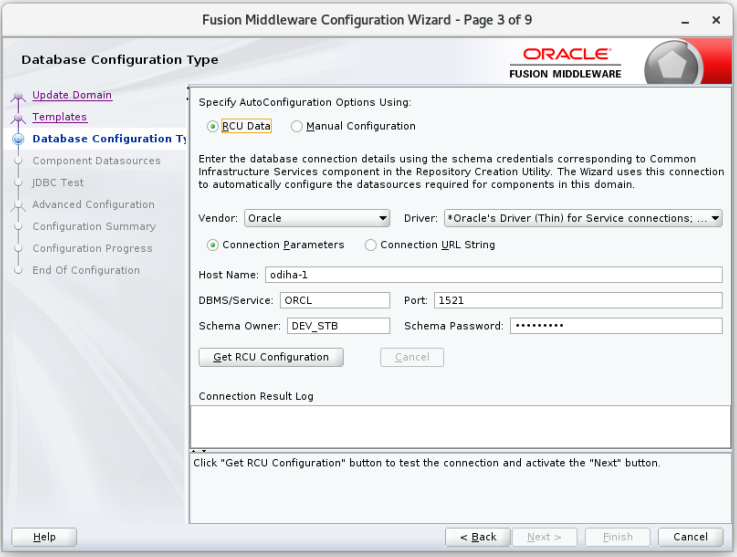 Fusion Middleware Configuration Wizard - Page 3 of 9
Database Configuration Type
ORACLE
FUSION MIDDLEWARE
Update Domain
Templates
Database Configuration Ty
Component Datasources
JDBC Test
Advanced Configuration
Configuration Summary
Configuration Progress
End Of Configuration
Specify AutoConfiguration Options Using:
RCU Data Manual Configuration
Enter the database connection details using the schema credentials corresponding to Common
Infrastructure Services component in the Repository Creation Utility. The Wizard uses this connection
to automatically configure the datasources required for components in this domain.
Vendor: Oracle Driver: *Oracle's Driver (Thin) for Service connections; ...
Connection Parameters Connection URL String
Host Name: odiha-1
DBMS/Service: ORCL Port: 1521
Schema Owner: DEV_STB Schema Password: •••••••••
Get RCU Configuration Cancel
Connection Result Log
Click "Get RCU Configuration" button to test the connection and activate the "Next" button.
Help < Back Next > Finish Cancel